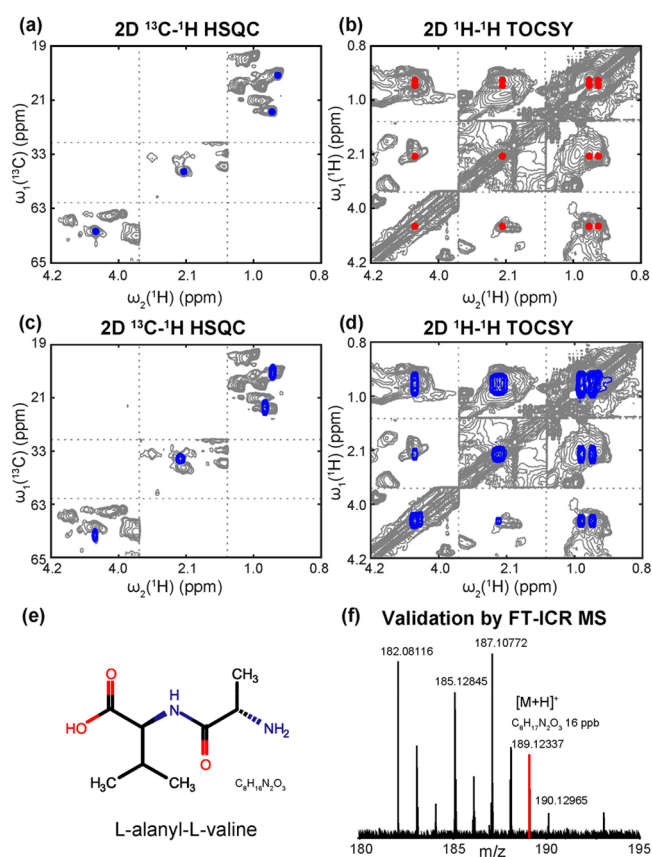 (a) 2D ¹³C-¹H HSQC
19
21
33
63
65
ω₁(¹³C) (ppm)
4.2 4.0 2.1 1.0 0.8
ω₂(¹H) (ppm)
(b) 2D ¹H-¹H TOCSY
0.8
1.0
2.1
4.0
4.2
ω₁(¹H) (ppm)
4.2 4.0 2.1 1.0 0.8
ω₂(¹H) (ppm)
(c) 2D ¹³C-¹H HSQC
19
21
33
63
65
ω₁(¹³C) (ppm)
4.2 4.0 2.1 1.0 0.8
ω₂(¹H) (ppm)
(d) 2D ¹H-¹H TOCSY
0.8
1.0
2.1
4.0
4.2
ω₁(¹H) (ppm)
4.2 4.0 2.1 1.0 0.8
ω₂(¹H) (ppm)
(e)
O
H
N
CH₃
HO
O
NH₂
H₃C
CH₃
C₈H₁₆N₂O₃
L-alanyl-L-valine
(f) Validation by FT-ICR MS
187.10772
182.08116
185.12845
[M+H]⁺
C₈H₁₇N₂O₃ 16 ppb
189.12337
190.12965
180 185 190 195
m/z